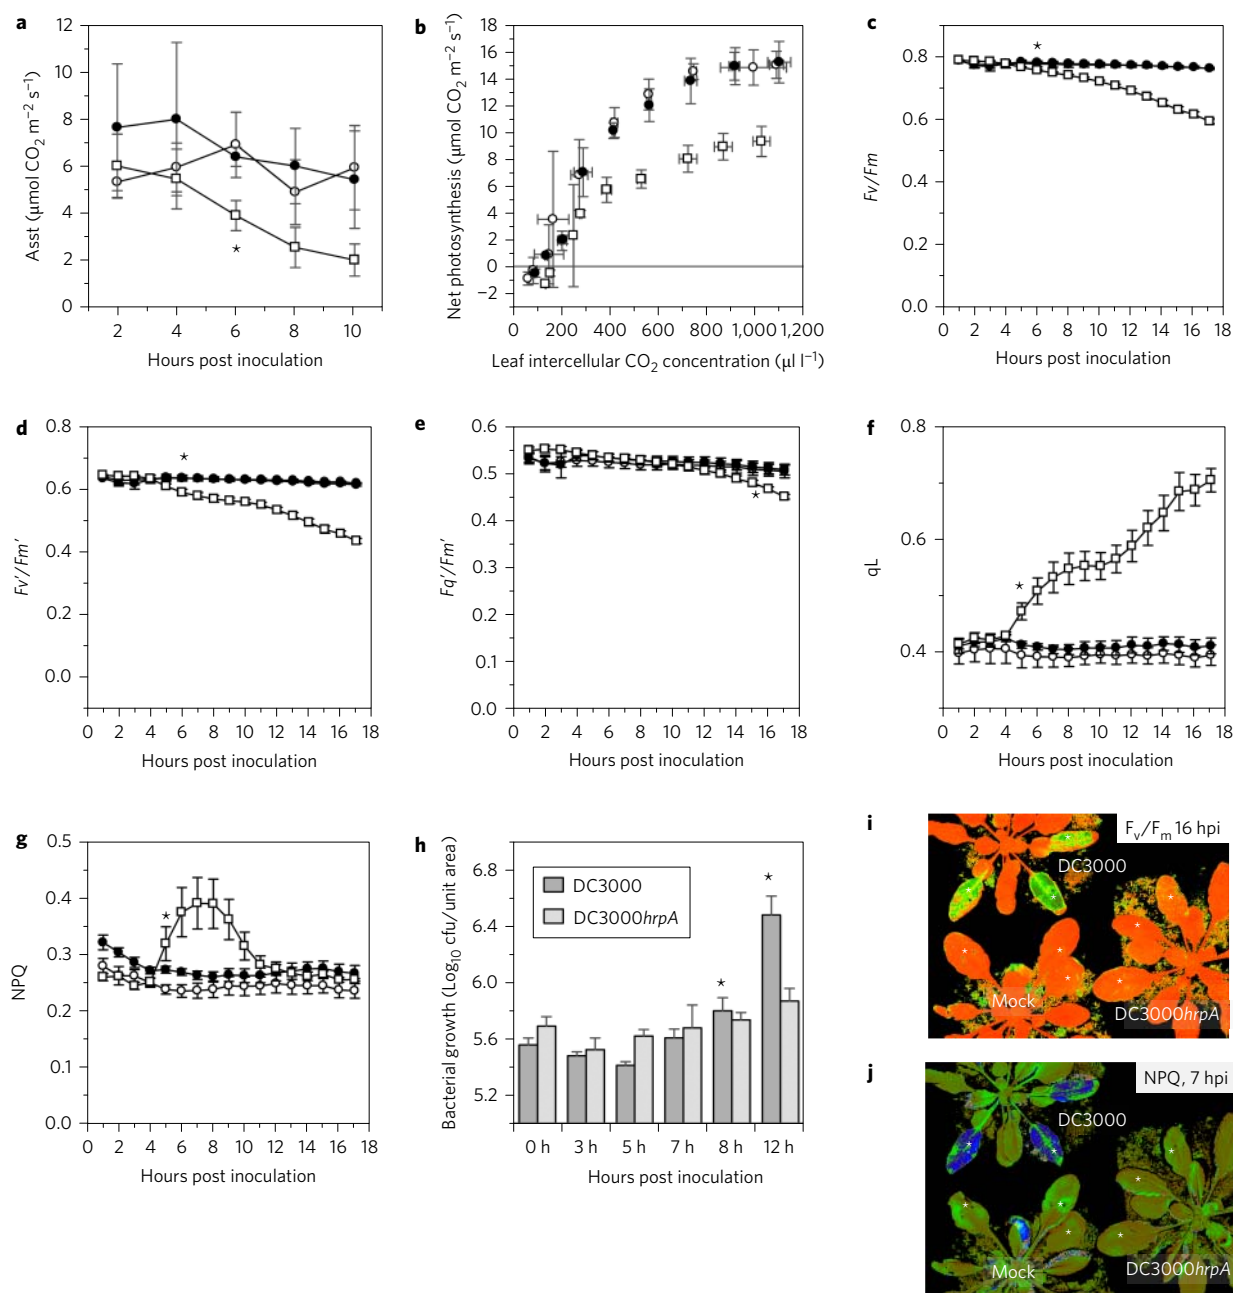 a
12
10
8
6
4
2
0
Asst (μmol CO₂ m⁻² s⁻¹)
2 4 6 8 10
Hours post inoculation
*
b
18
16
14
12
10
8
6
4
2
0
−2
Net photosynthesis (μmol CO₂ m⁻² s⁻¹)
0 200 400 600 800 1,000 1,200
Leaf intercellular CO₂ concentration (μl l⁻¹)
c
0.8
0.6
0.4
0.2
0.0
Fv/Fm
0 2 4 6 8 10 12 14 16 18
Hours post inoculation
*
d
0.8
0.6
0.4
0.2
0.0
Fv′/Fm′
0 2 4 6 8 10 12 14 16 18
Hours post inoculation
*
e
0.6
0.5
0.4
0.3
0.2
0.1
0.0
Fq′/Fm′
0 2 4 6 8 10 12 14 16 18
Hours post inoculation
*
f
0.8
0.6
0.4
qL
0 2 4 6 8 10 12 14 16 18
Hours post inoculation
*
g
0.5
0.4
0.3
0.2
0.1
0.0
NPQ
0 2 4 6 8 10 12 14 16 18
Hours post inoculation
*
h
6.8
6.4
6.0
5.6
5.2
Bacterial growth (Log₁₀ cfu/unit area)
DC3000
DC3000hrpA
* *
0 h 3 h 5 h 7 h 8 h 12 h
Hours post inoculation
i
Fᵥ/Fₘ 16 hpi
DC3000
Mock
DC3000hrpA
j
NPQ, 7 hpi
DC3000
Mock
DC3000hrpA